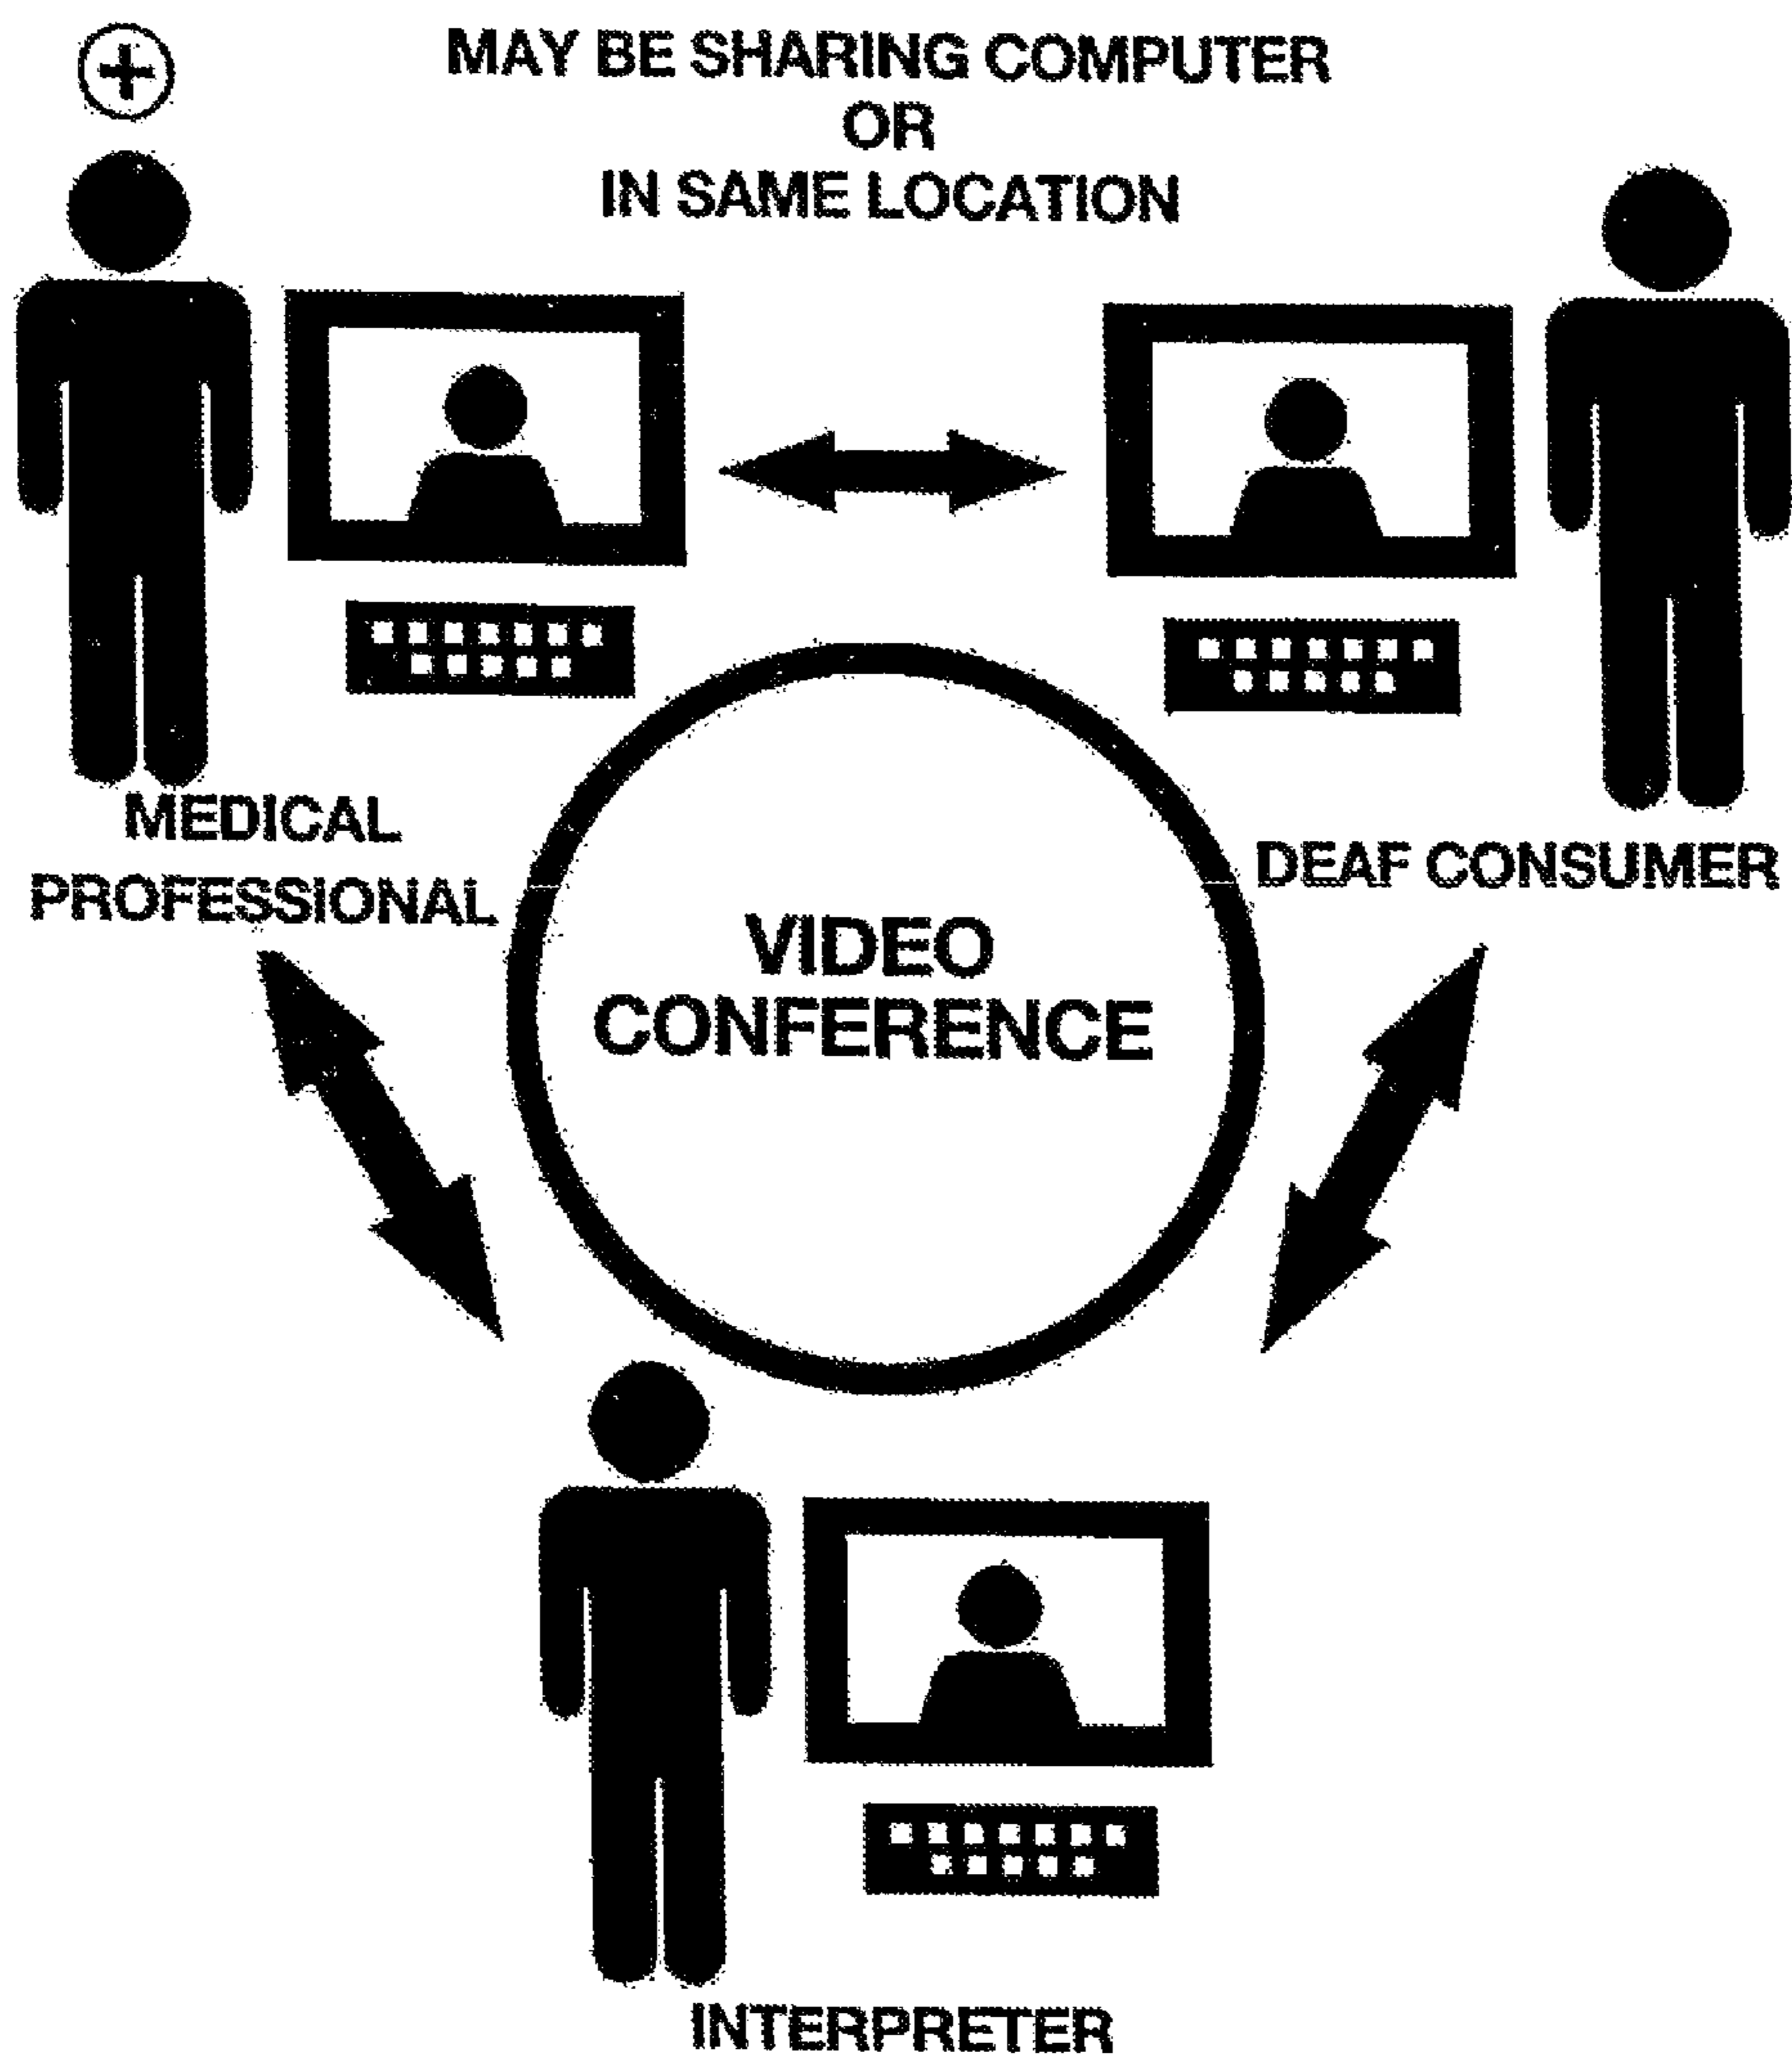 MAY BE SHARING COMPUTER
OR
IN SAME LOCATION
MEDICAL
PROFESSIONAL
DEAF CONSUMER
VIDEO
CONFERENCE
INTERPRETER